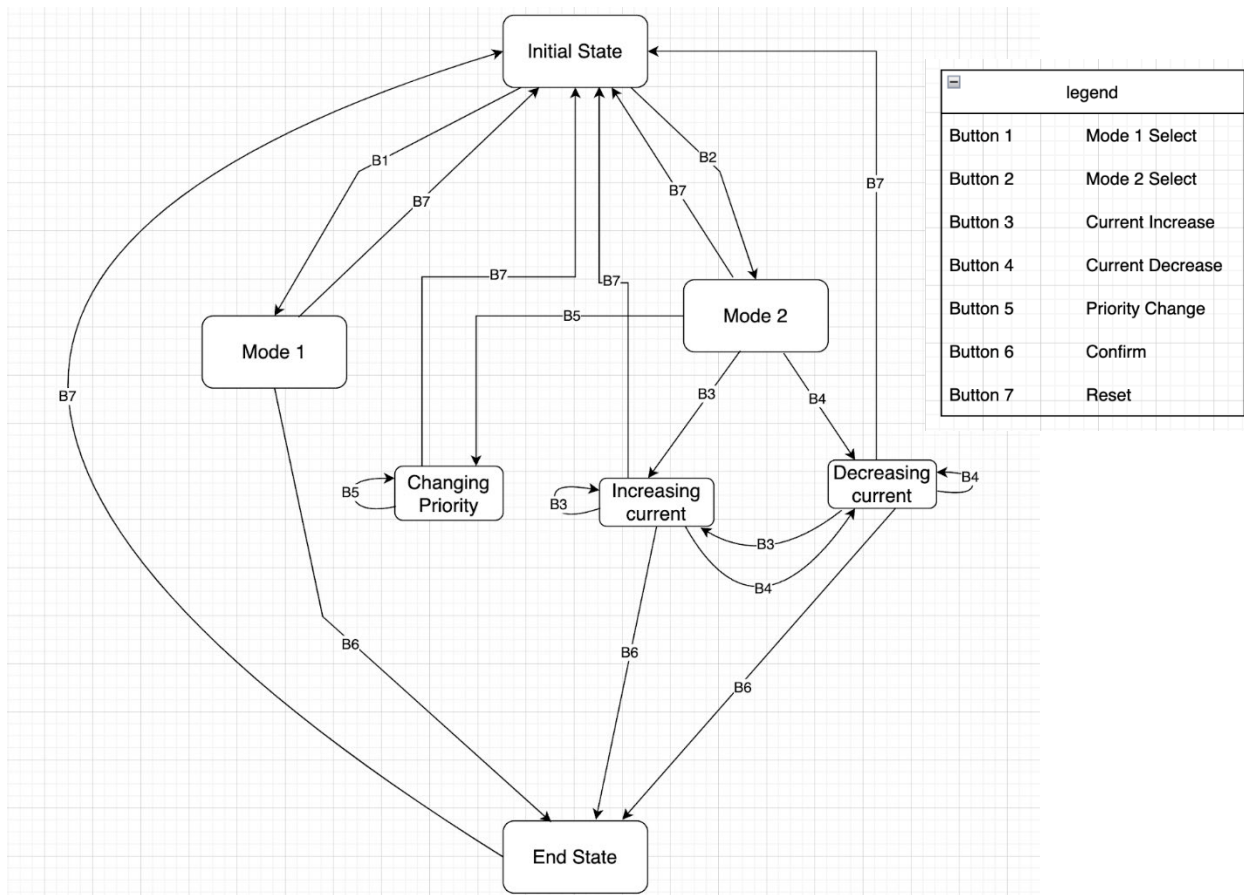 Initial State
legend
Button 1 Mode 1 Select
Button 2 Mode 2 Select
Button 3 Current Increase
Button 4 Current Decrease
Button 5 Priority Change
Button 6 Confirm
Button 7 Reset
B1
B2
B7
B7
B7
B7
B7
B5
Mode 2
Mode 1
B7
B3
B4
Changing
Priority
B5
Increasing
current
B3
Decreasing
current
B4
B3
B4
B6
B6
B6
End State